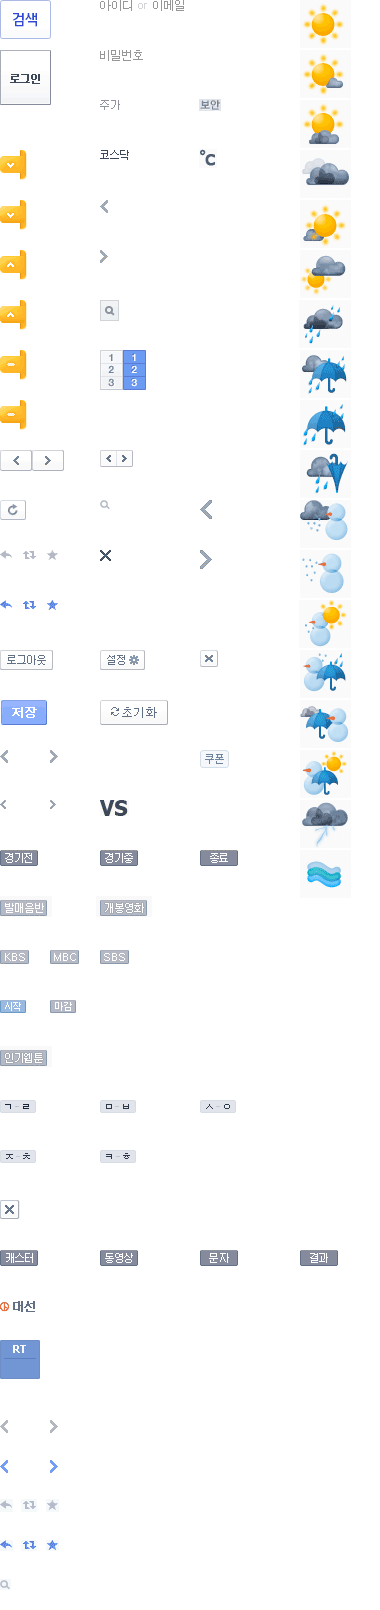 검색
아이디 or 이메일
로그인
비밀번호
주가
보안
코스닥
℃
1 1
2 2
3 3
로그아웃
설정
저장
초기화
쿠폰
VS
경기전
경기중
종료
발매음반
개봉영화
KBS
MBC
SBS
시작
마감
인기웹툰
ㄱ-ㄹ
ㅁ-ㅂ
ㅅ-ㅇ
ㅈ-ㅊ
ㅋ-ㅎ
캐스터
동영상
문자
결과
대선
RT